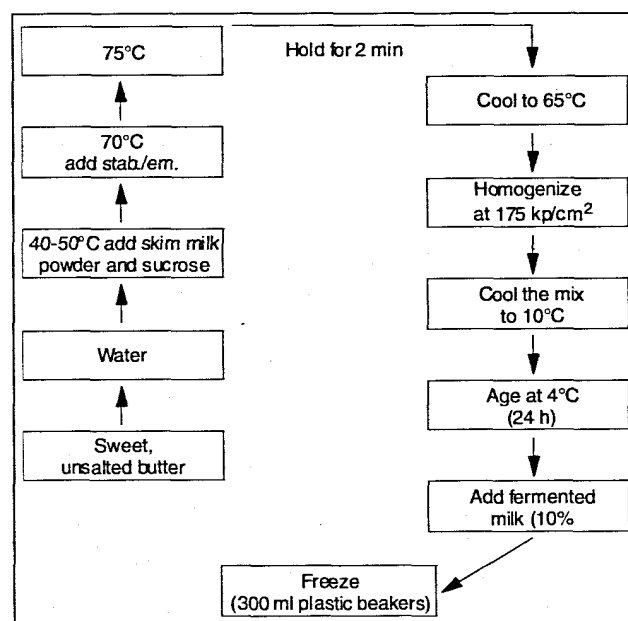 75°C
Hold for 2 min
Cool to 65°C
70°C
add stab./em.
Homogenize
at 175 kp/cm²
40-50°C add skim milk
powder and sucrose
Cool the mix
to 10°C
Water
Age at 4°C
(24 h)
Sweet,
unsalted butter
Add fermented
milk (10%
Freeze
(300 ml plastic beakers)